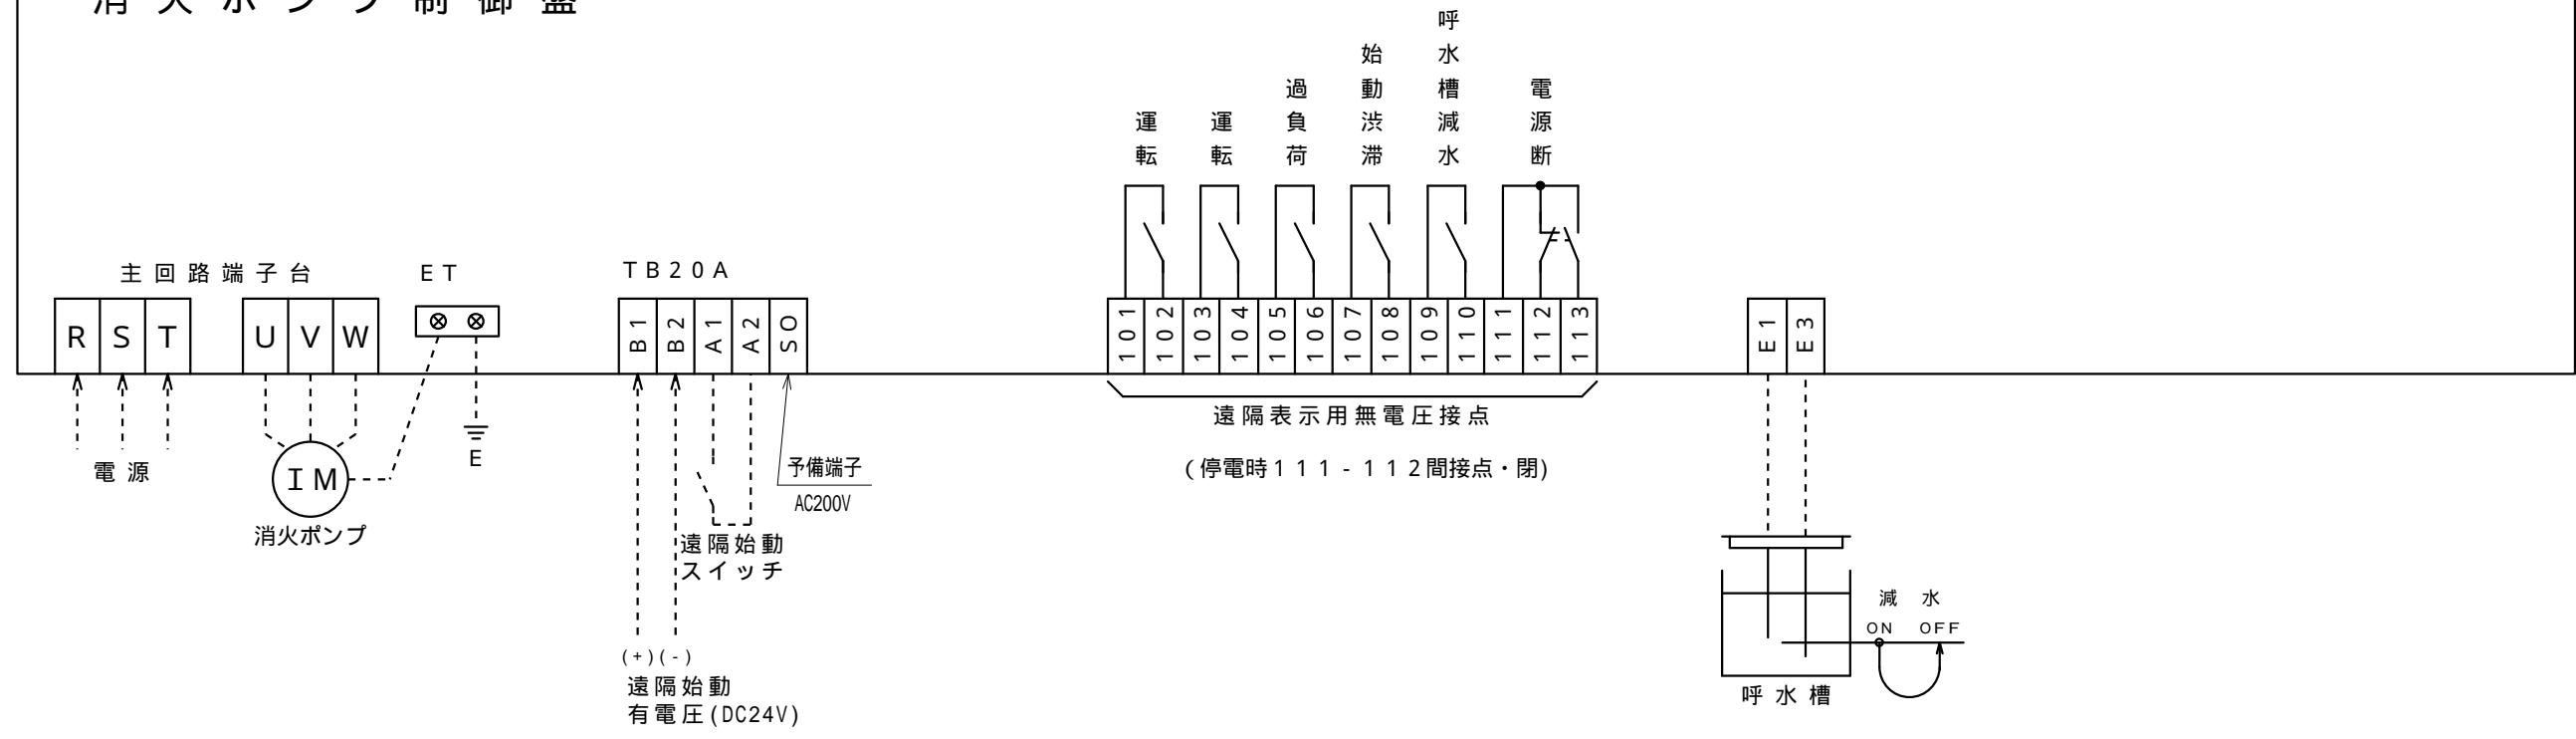 消火ポンプ制御盤
運転
運転
過負荷
始動渋滞
呼水槽減水
電源断
主回路端子台
ET
TB20A
R S T
U V W
B1 B2 A1 A2 SO
101 102 103 104 105 106 107 108 109 110 111 112 113
E1 E3
電源
IM
消火ポンプ
E
予備端子
AC200V
遠隔始動
スイッチ
(+)(-)
遠隔始動
有電圧(DC24V)
遠隔表示用無電圧接点
(停電時111-112間接点・閉)
減水
ON OFF
呼水槽